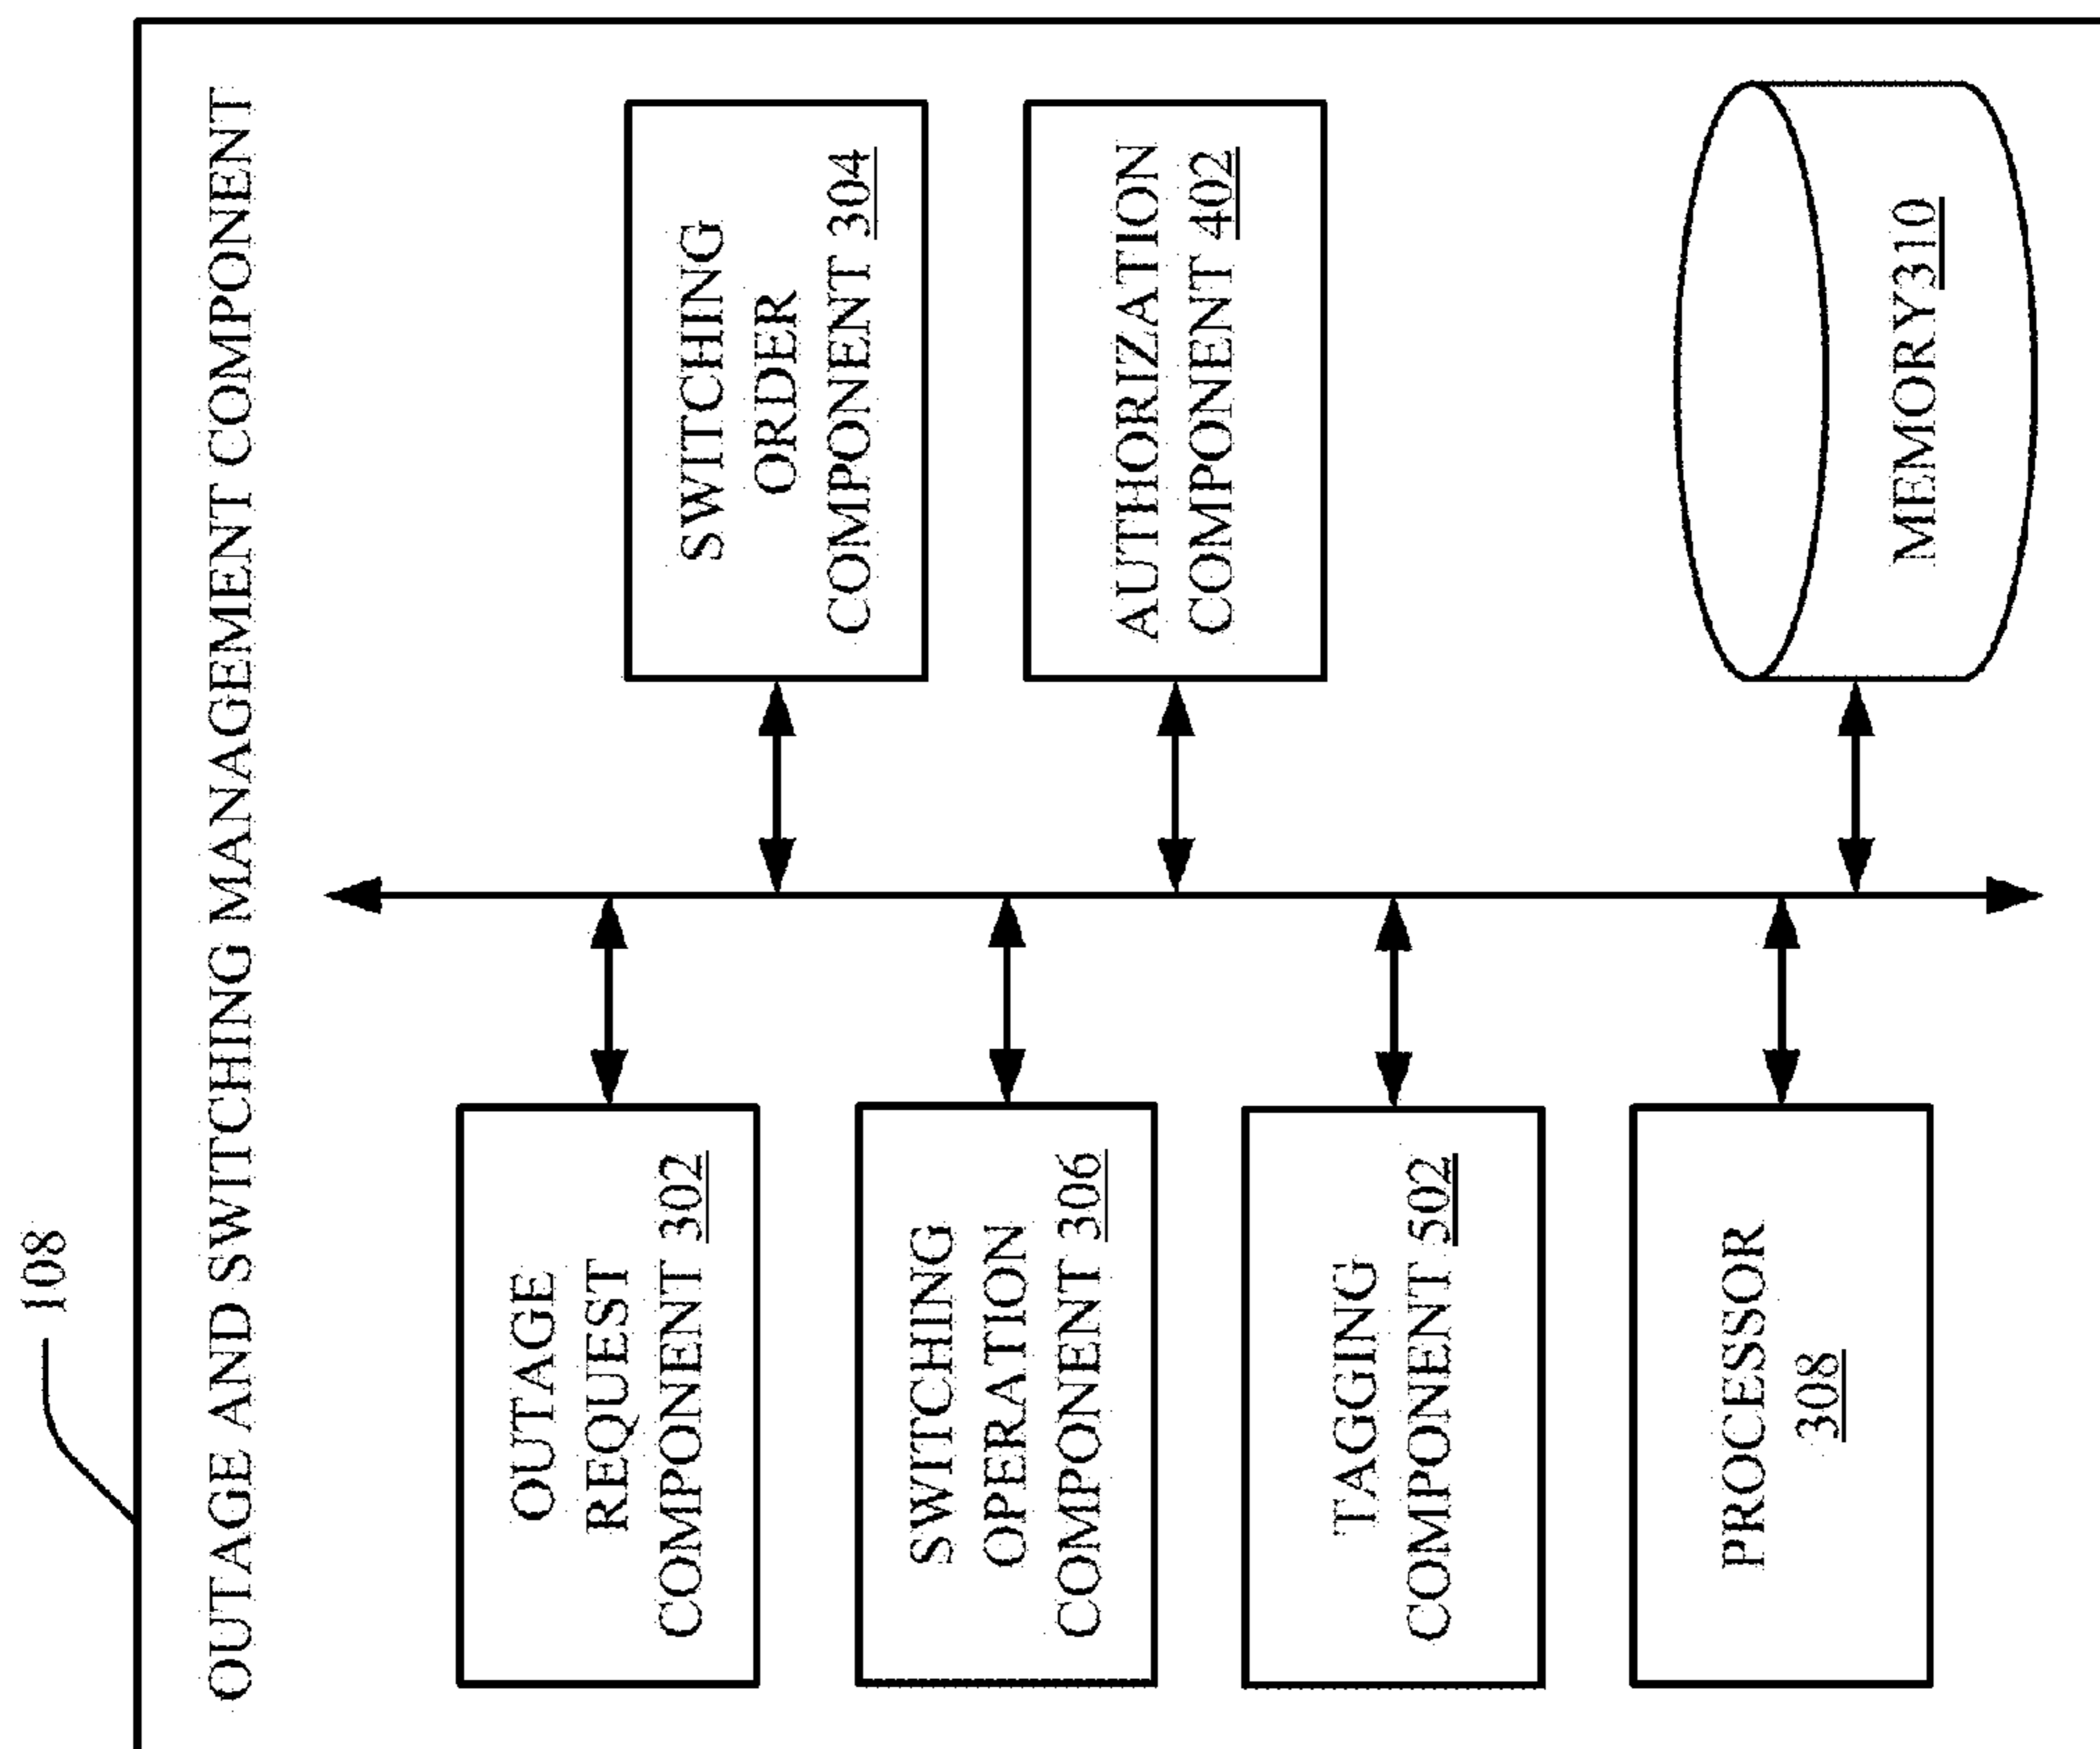 108
OUTAGE AND SWITCHING MANAGEMENT COMPONENT
OUTAGE
REQUEST
COMPONENT 302
SWITCHING
ORDER
COMPONENT 304
SWITCHING
OPERATION
COMPONENT 306
AUTHORIZATION
COMPONENT 402
TAGGING
COMPONENT 502
PROCESSOR
308
MEMORY310